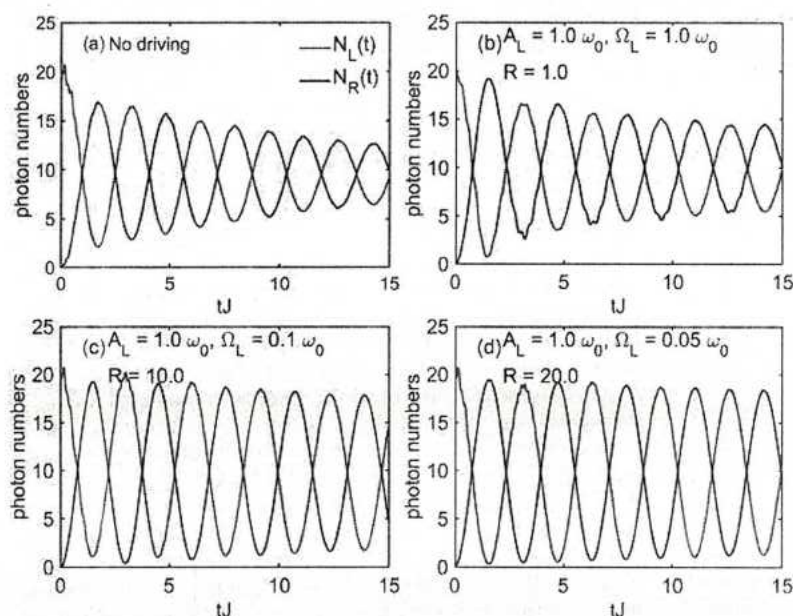 (a) No driving
N_L(t)
N_R(t)
photon numbers
25
20
15
10
5
0
0
5
10
15
tJ
(b) A_L = 1.0 ω_0, Ω_L = 1.0 ω_0
R = 1.0
photon numbers
25
20
15
10
5
0
0
5
10
15
tJ
(c) A_L = 1.0 ω_0, Ω_L = 0.1 ω_0
R = 10.0
photon numbers
25
20
15
10
5
0
0
5
10
15
tJ
(d) A_L = 1.0 ω_0, Ω_L = 0.05 ω_0
R = 20.0
photon numbers
25
20
15
10
5
0
0
5
10
15
tJ